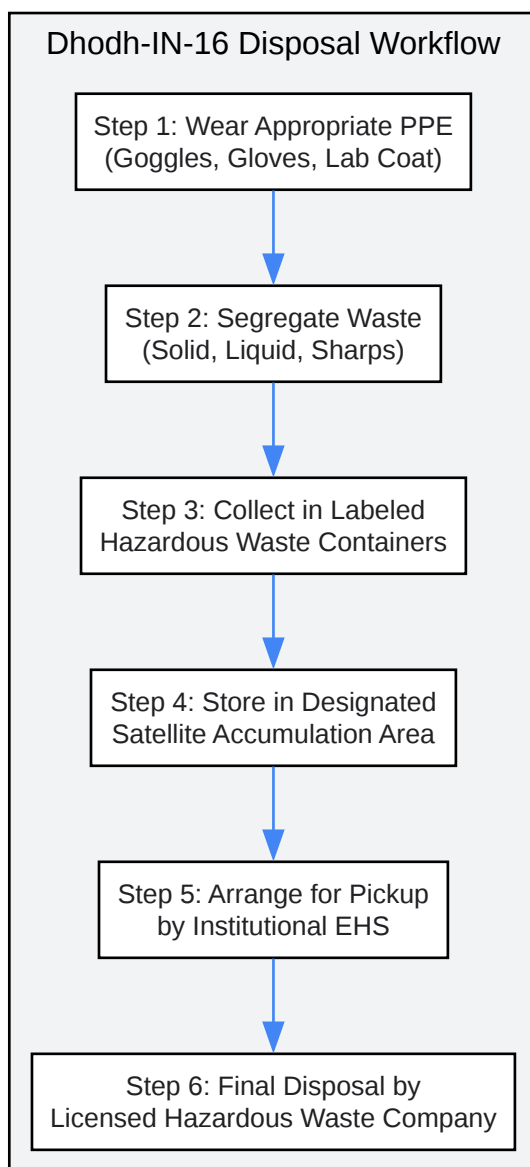 Dhodh-IN-16 Disposal Workflow
Step 1: Wear Appropriate PPE
(Goggles, Gloves, Lab Coat)
Step 2: Segregate Waste
(Solid, Liquid, Sharps)
Step 3: Collect in Labeled
Hazardous Waste Containers
Step 4: Store in Designated
Satellite Accumulation Area
Step 5: Arrange for Pickup
by Institutional EHS
Step 6: Final Disposal by
Licensed Hazardous Waste Company